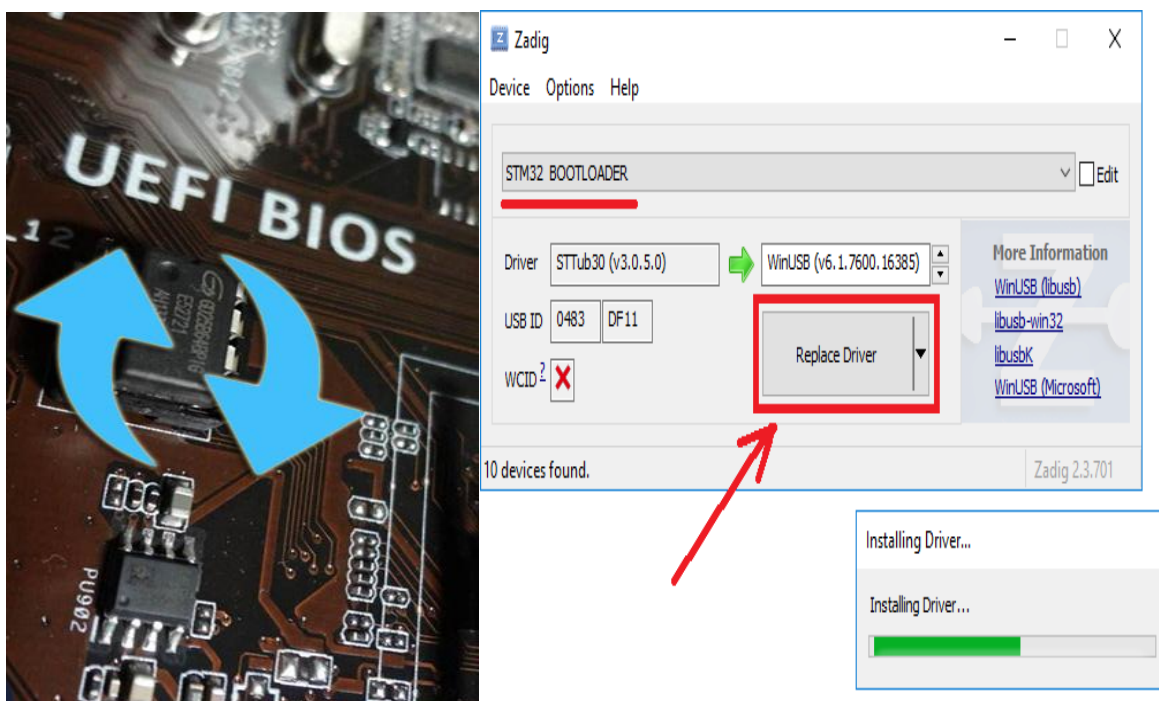 UEFI BIOS
12
PU902
Zadig
Device Options Help
STM32 BOOTLOADER
Edit
Driver STTub30 (v3.0.5.0) WinUSB (v6.1.7600.16385)
USB ID 0483 DF11
WCID ?
Replace Driver
More Information
WinUSB (libusb)
libusb-win32
libusbK
WinUSB (Microsoft)
10 devices found.
Zadig 2.3.701
Installing Driver...
Installing Driver...